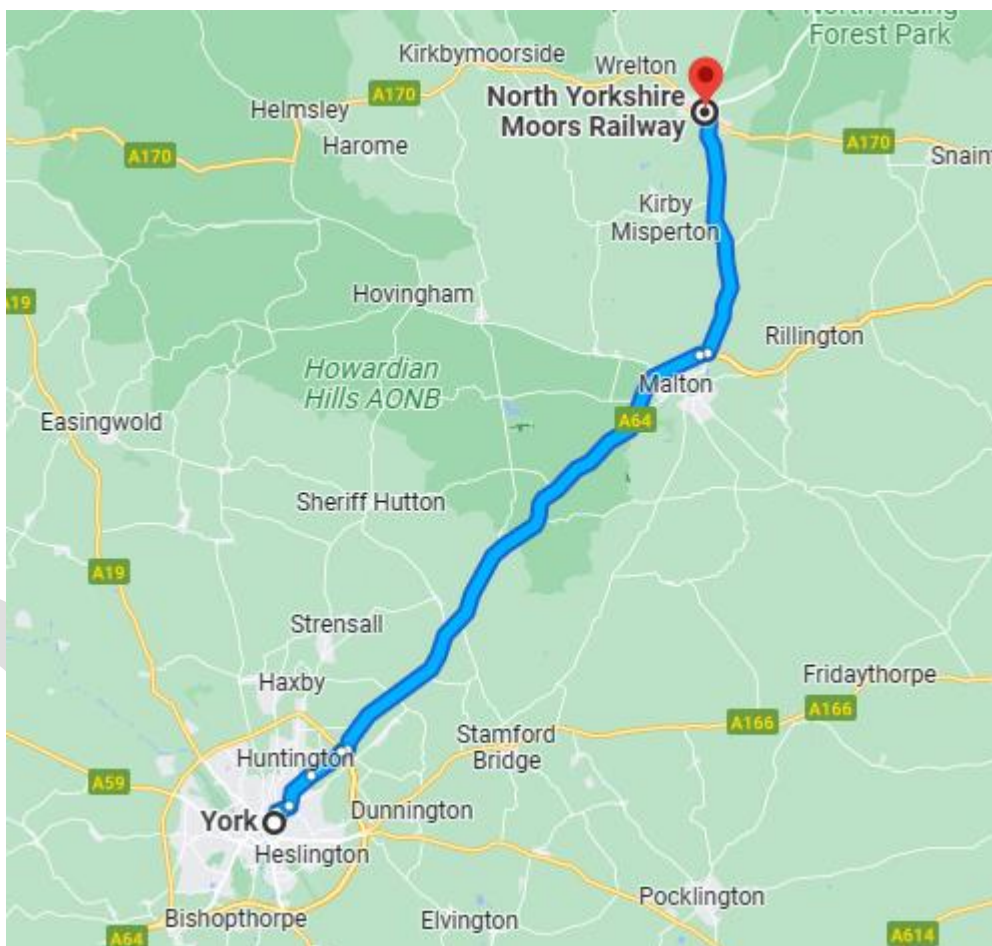 North Riding
Forest Park
Kirkbymoorside
Wrelton
A170
North Yorkshire
Moors Railway
Helmsley
Harome
A170
A170
Kirby
Misperton
Hovingham
A19
Rillington
Howardian
Hills AONB
Malton
A64
Easingwold
Sheriff Hutton
A19
Strensall
Haxby
Fridaythorpe
A166
A166
Stamford
Bridge
Huntington
A59
Dunnington
York
Heslington
Pocklington
Bishopthorpe
Elvington
A64
A614